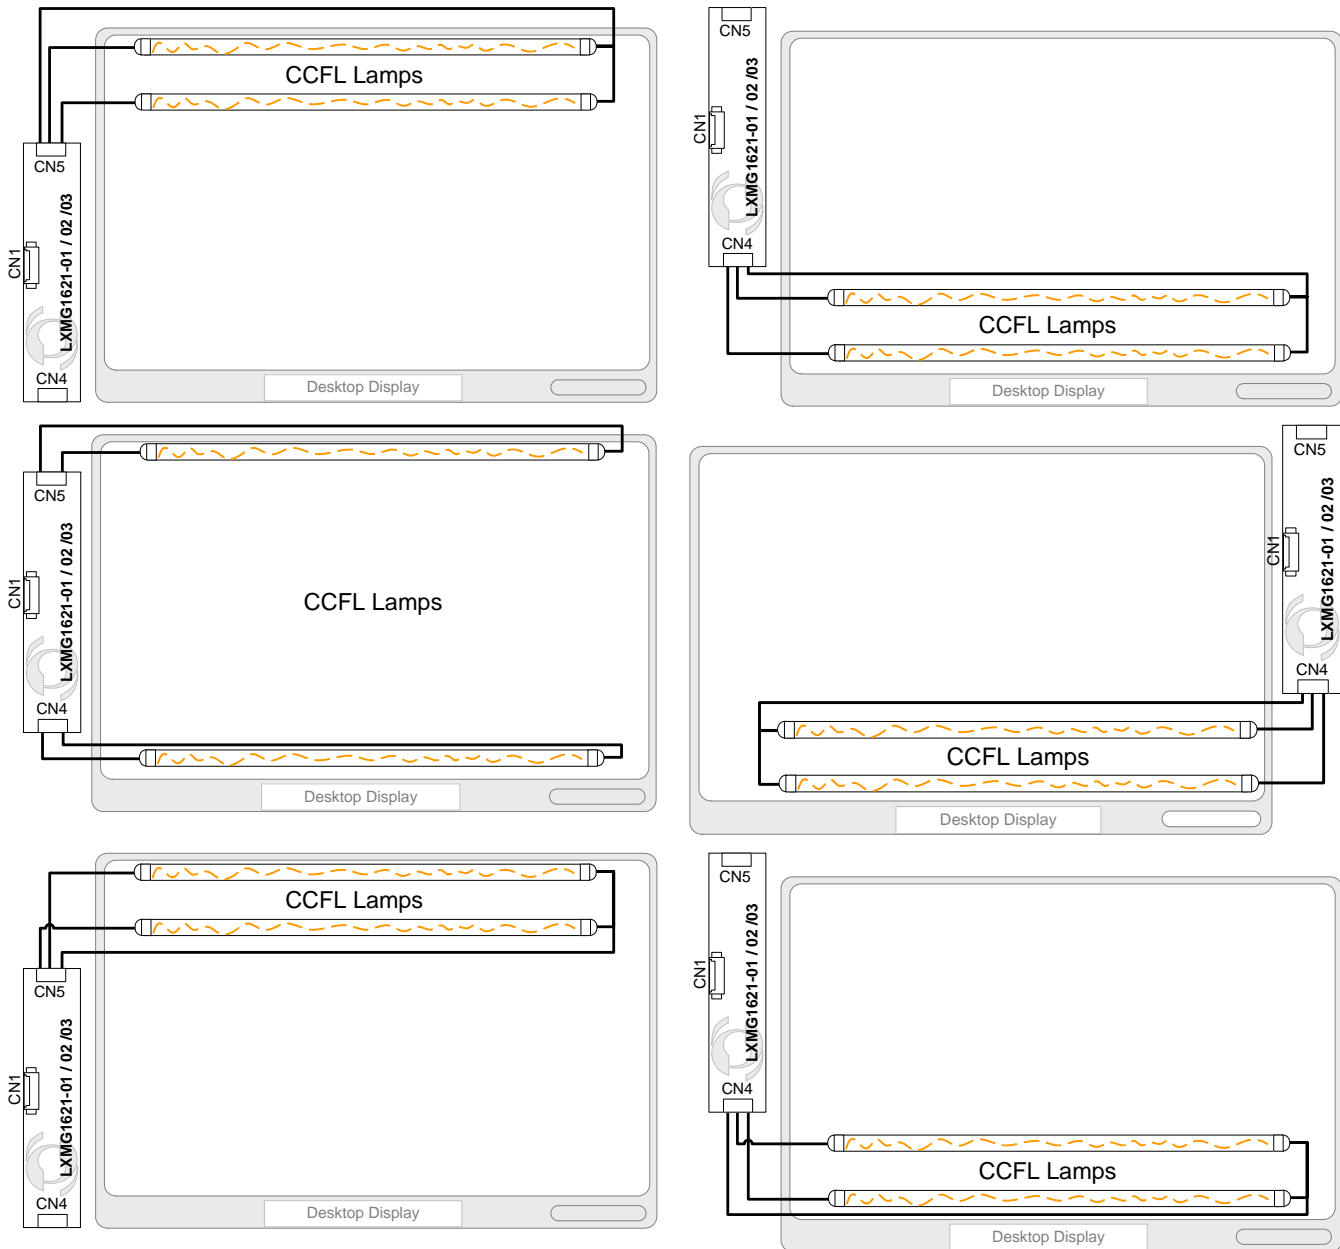 CCFL Lamps
CN5
LXMG1621-01 / 02 /03
CN1
CN4
Desktop Display
CN5
LXMG1621-01 / 02 /03
CN1
CN4
CCFL Lamps
Desktop Display
CN5
LXMG1621-01 / 02 /03
CN1
CCFL Lamps
CN4
Desktop Display
CN5
LXMG1621-01 / 02 /03
CN1
CN4
CCFL Lamps
Desktop Display
CCFL Lamps
CN5
LXMG1621-01 / 02 /03
CN1
CN4
Desktop Display
CN5
LXMG1621-01 / 02 /03
CN1
CN4
CCFL Lamps
Desktop Display